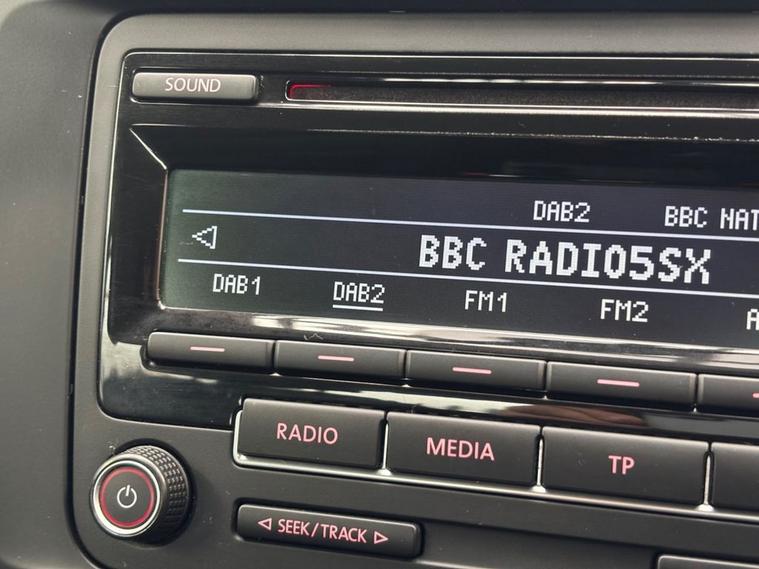 SOUND
DAB2 BBC NAT
BBC RADIO5SX
DAB1 DAB2 FM1 FM2 A
RADIO MEDIA TP
SEEK/TRACK